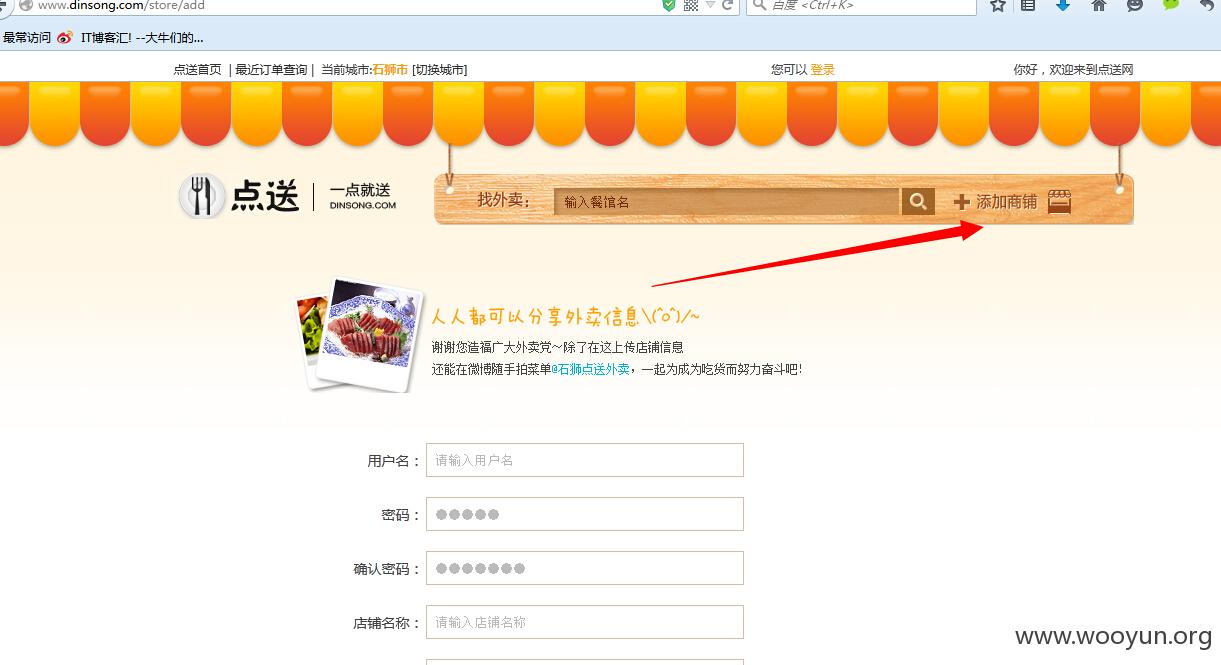 www.dinsong.com/store/add
百度 <Ctrl+K>
最常访问 IT博客汇! --大牛们的...
点送首页 | 最近订单查询 | 当前城市:石狮市 [切换城市] 您可以 登录 你好，欢迎来到点送网
点送 一点就送
DINSONG.COM
找外卖: 输入餐馆名 添加商铺
人人都可以分享外卖信息\(^o^)/~
谢谢您造福广大外卖党~除了在这上传店铺信息
还能在微博随手拍菜单@石狮点送外卖，一起为成为吃货而努力奋斗吧!
用户名： 请输入用户名
密码：
确认密码：
店铺名称： 请输入店铺名称
www.wooyun.org